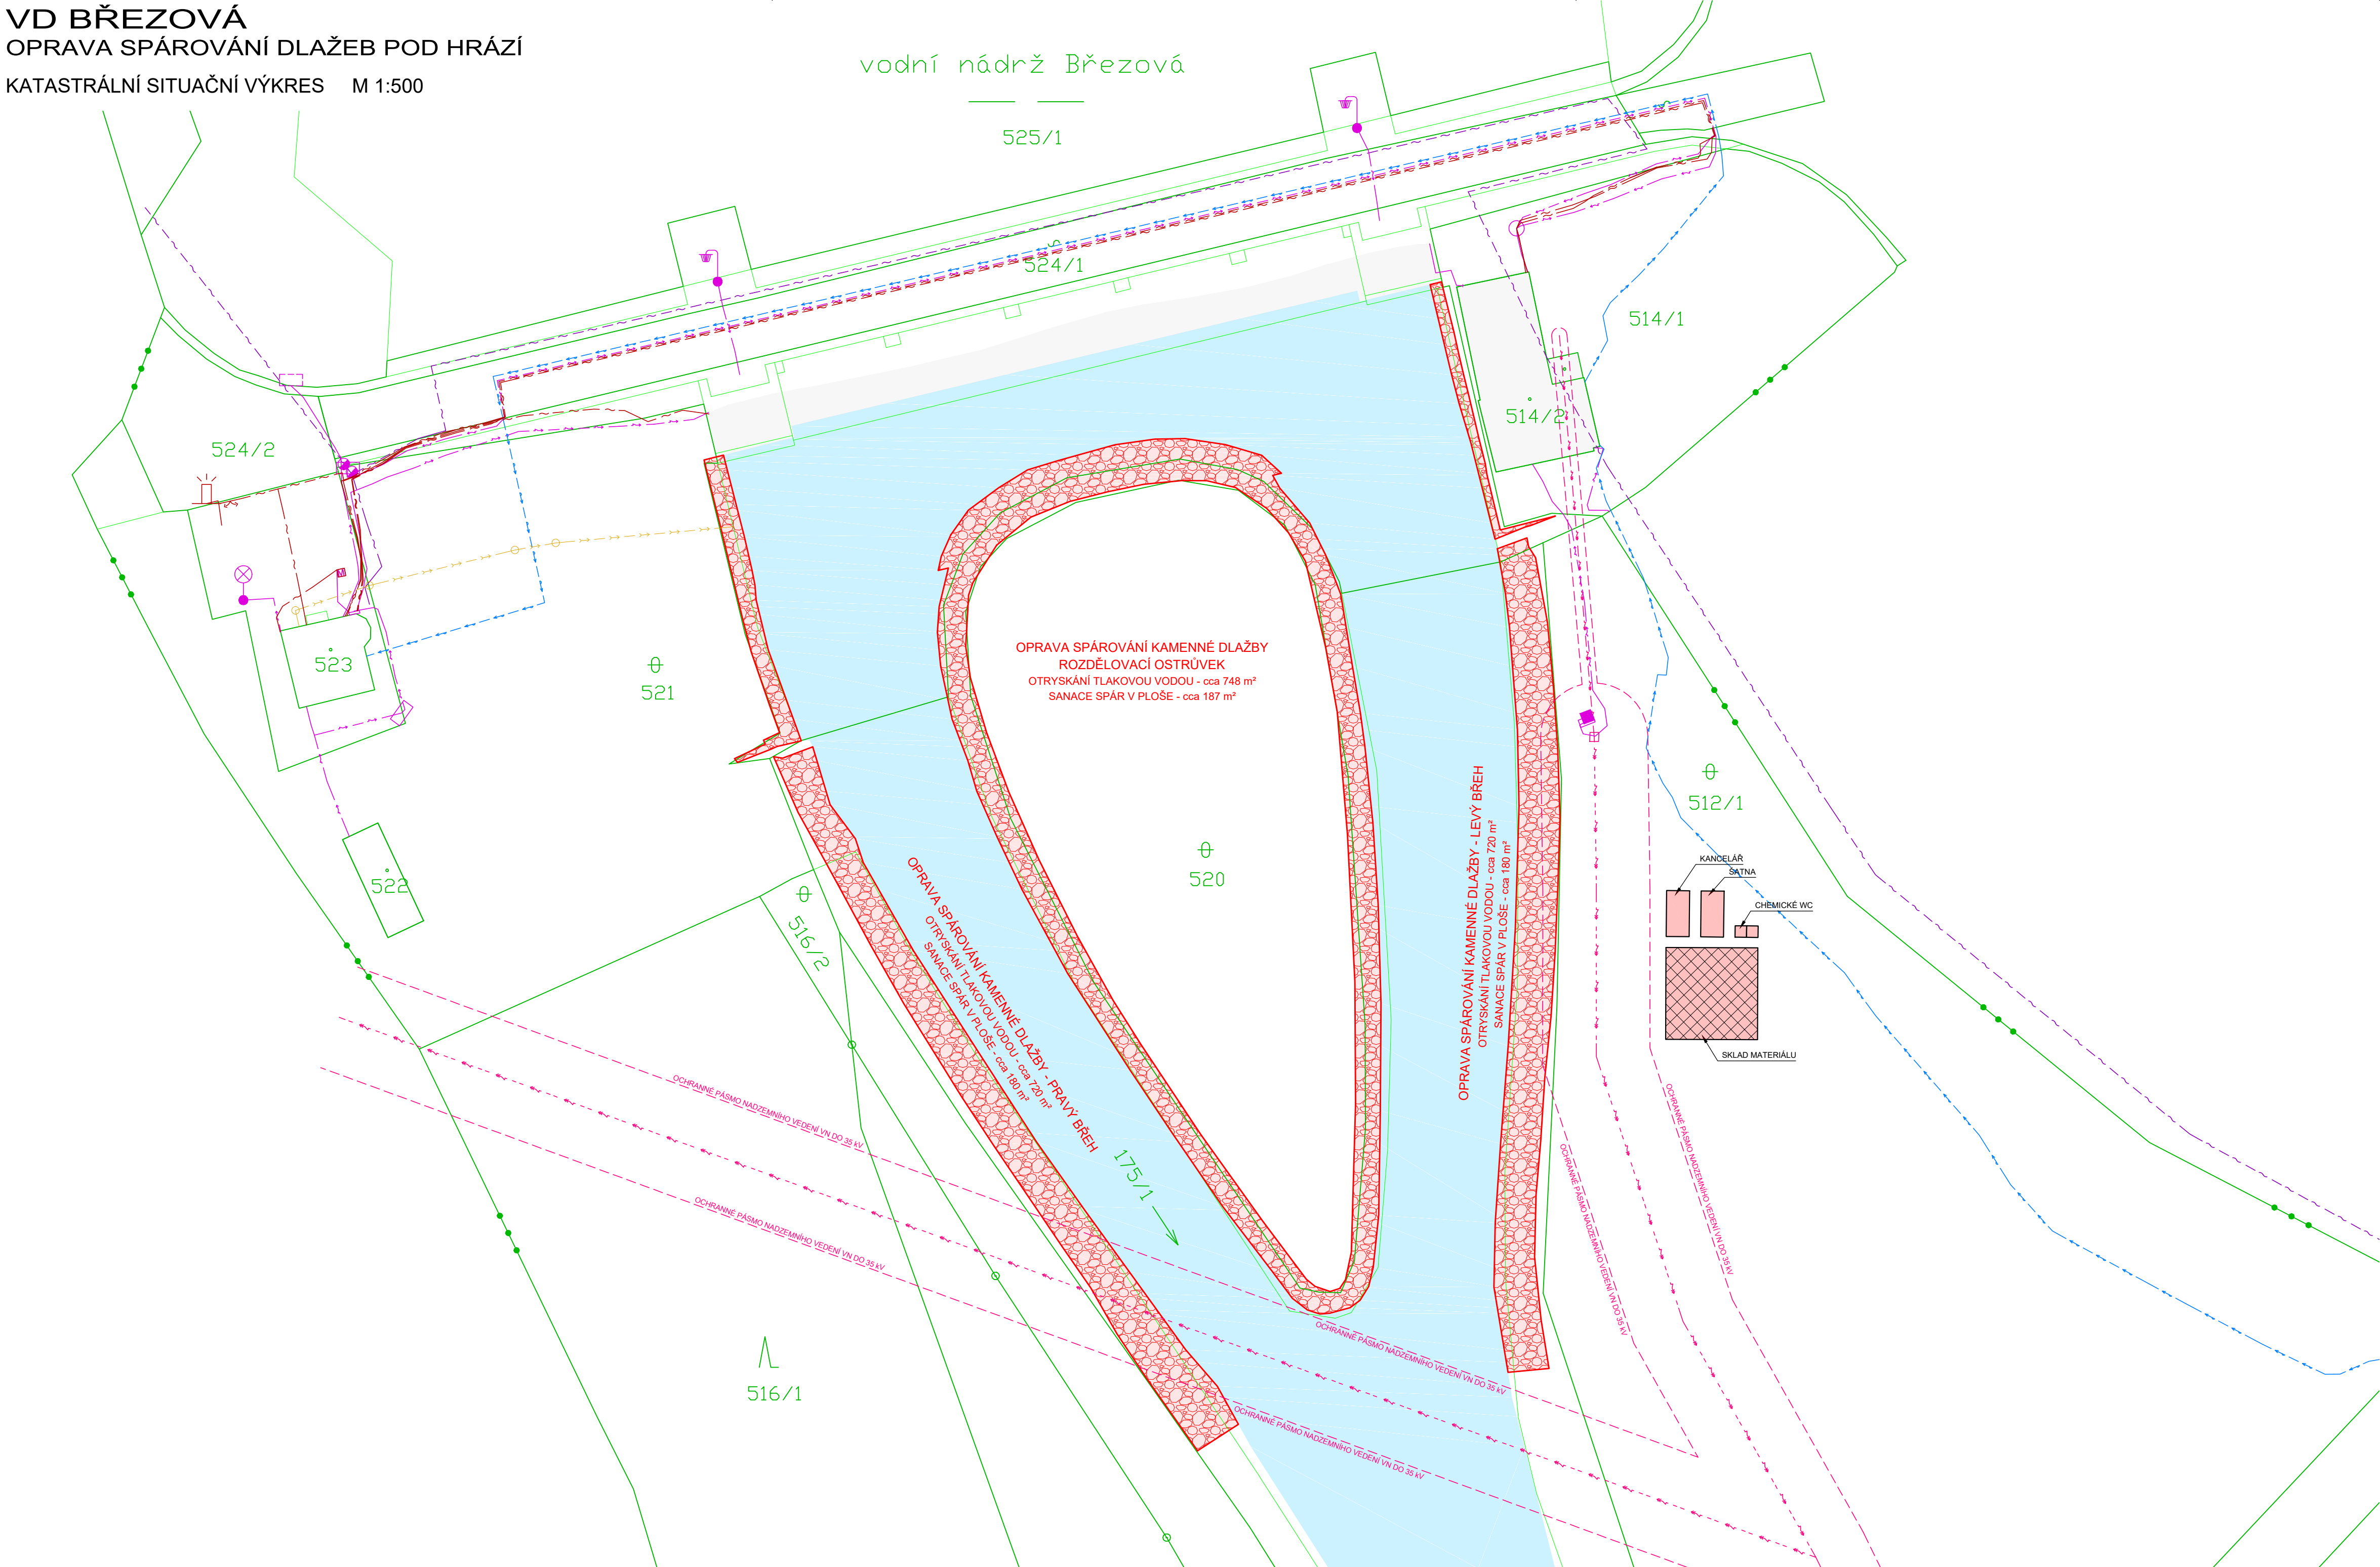 VD BŘEZOVÁ
OPRAVA SPÁROVÁNÍ DLAŽEB POD HRÁZÍ
KATASTRÁLNÍ SITUAČNÍ VÝKRES M 1:500
vodní nádrž Březová
525/1
524/1
514/1
514/2
524/2
523
521
522
OPRAVA SPÁROVÁNÍ KAMENNÉ DLAŽBY
ROZDĚLOVACÍ OSTRŮVEK
OTRYSKÁNÍ TLAKOVOU VODOU - cca 748 m²
SANACE SPÁR V PLOŠE - cca 187 m²
520
512/1
KANCELÁŘ
ŠATNA
CHEMICKÉ WC
SKLAD MATERIÁLU
OPRAVA SPÁROVÁNÍ KAMENNÉ DLAŽBY - LEVÝ BŘEH
OTRYSKÁNÍ TLAKOVOU VODOU - cca 720 m²
SANACE SPÁR V PLOŠE - cca 180 m²
OPRAVA SPÁROVÁNÍ KAMENNÉ DLAŽBY - PRAVÝ BŘEH
OTRYSKÁNÍ TLAKOVOU VODOU - cca 720 m²
SANACE SPÁR V PLOŠE - cca 180 m²
516/2
175/1
516/1
OCHRANNÉ PÁSMO NADZEMNÍHO VEDENÍ VN DO 35 kV
OCHRANNÉ PÁSMO NADZEMNÍHO VEDENÍ VN DO 35 kV
OCHRANNÉ PÁSMO NADZEMNÍHO VEDENÍ VN DO 35 kV
OCHRANNÉ PÁSMO NADZEMNÍHO VEDENÍ VN DO 35 kV
OCHRANNÉ PÁSMO NADZEMNÍHO VEDENÍ VN DO 35 kV
OCHRANNÉ PÁSMO NADZEMNÍHO VEDENÍ VN DO 35 kV
M